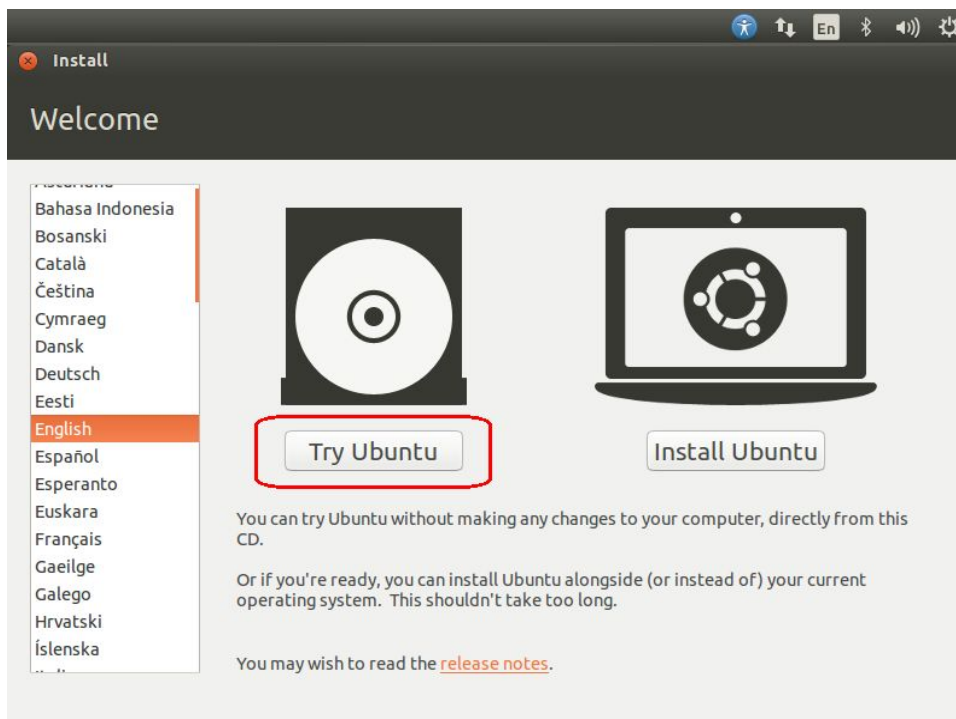 En
Install
Welcome
Bahasa Indonesia
Bosanski
Català
Čeština
Cymraeg
Dansk
Deutsch
Eesti
English
Español
Esperanto
Euskara
Français
Gaeilge
Galego
Hrvatski
Íslenska
Try Ubuntu
Install Ubuntu
You can try Ubuntu without making any changes to your computer, directly from this
CD.
Or if you're ready, you can install Ubuntu alongside (or instead of) your current
operating system. This shouldn't take too long.
You may wish to read the release notes.